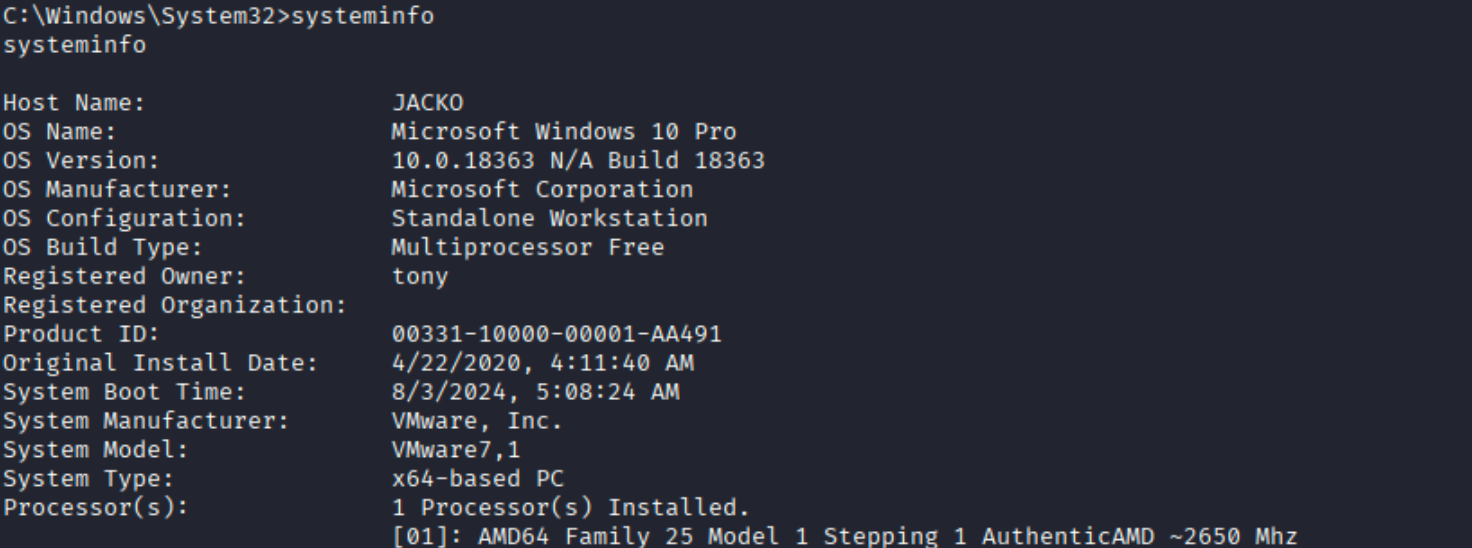 C:\Windows\System32>systeminfo
systeminfo
Host Name: JACKO
OS Name: Microsoft Windows 10 Pro
OS Version: 10.0.18363 N/A Build 18363
OS Manufacturer: Microsoft Corporation
OS Configuration: Standalone Workstation
OS Build Type: Multiprocessor Free
Registered Owner: tony
Registered Organization:
Product ID: 00331-10000-00001-AA491
Original Install Date: 4/22/2020, 4:11:40 AM
System Boot Time: 8/3/2024, 5:08:24 AM
System Manufacturer: VMware, Inc.
System Model: VMware7,1
System Type: x64-based PC
Processor(s): 1 Processor(s) Installed.
[01]: AMD64 Family 25 Model 1 Stepping 1 AuthenticAMD ~2650 Mhz